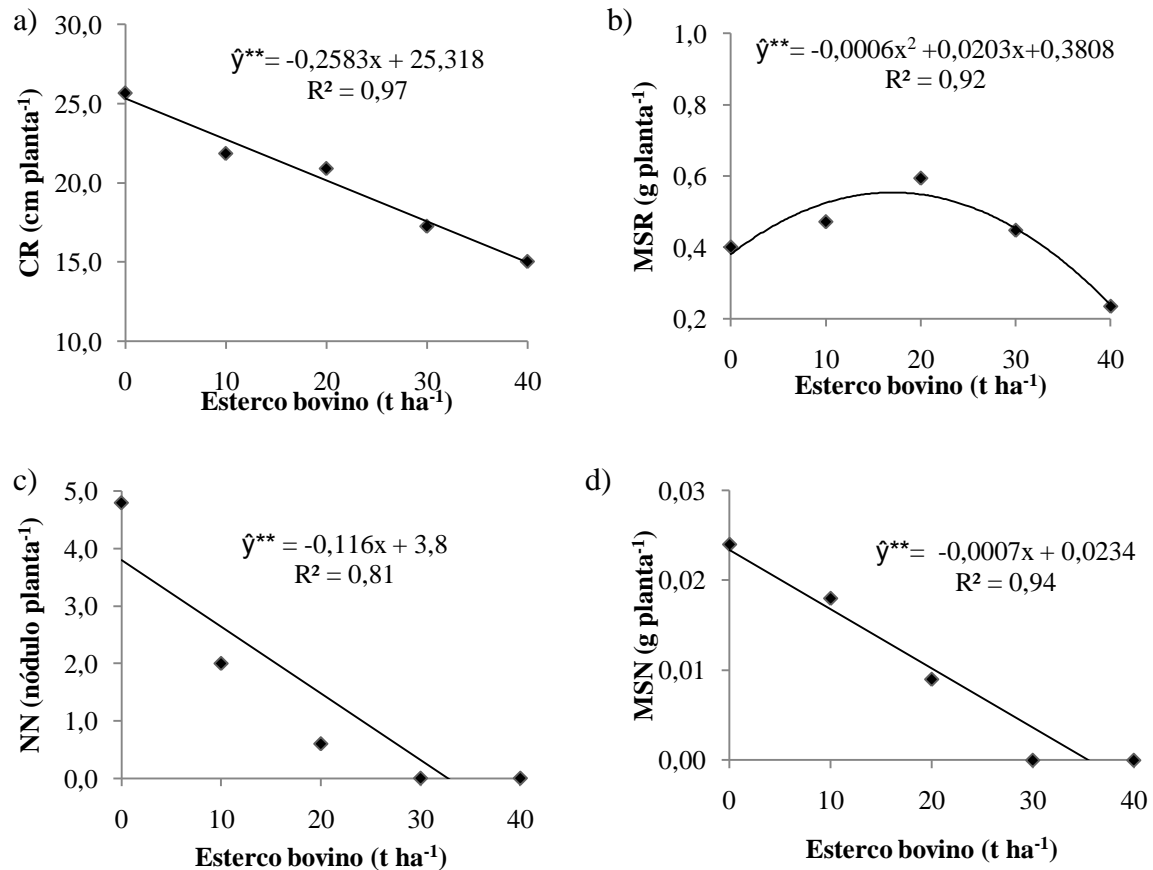 a)
CR (cm planta⁻¹)
30,0
25,0
20,0
15,0
10,0
ŷ**= -0,2583x + 25,318
R² = 0,97
0 10 20 30 40
Esterco bovino (t ha⁻¹)
b)
MSR (g planta⁻¹)
1,0
0,8
0,6
0,4
0,2
ŷ**= -0,0006x² +0,0203x+0,3808
R² = 0,92
0 10 20 30 40
Esterco bovino (t ha⁻¹)
c)
NN (nódulo planta⁻¹)
5,0
4,0
3,0
2,0
1,0
0,0
ŷ** = -0,116x + 3,8
R² = 0,81
0 10 20 30 40
Esterco bovino (t ha⁻¹)
d)
MSN (g planta⁻¹)
0,03
0,02
0,01
0,00
ŷ**= -0,0007x + 0,0234
R² = 0,94
0 10 20 30 40
Esterco bovino (t ha⁻¹)